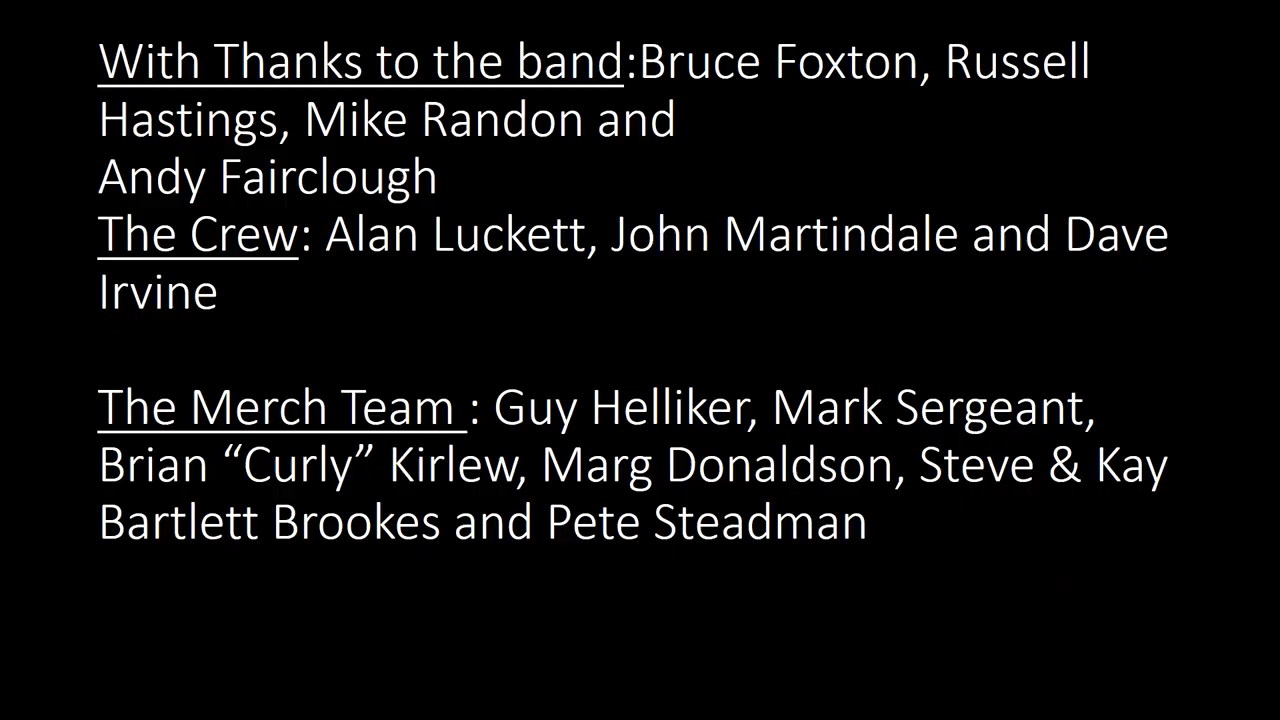 With Thanks to the band:Bruce Foxton, Russell
Hastings, Mike Randon and
Andy Fairclough
The Crew: Alan Luckett, John Martindale and Dave
Irvine
The Merch Team : Guy Helliker, Mark Sergeant,
Brian “Curly” Kirlew, Marg Donaldson, Steve & Kay
Bartlett Brookes and Pete Steadman